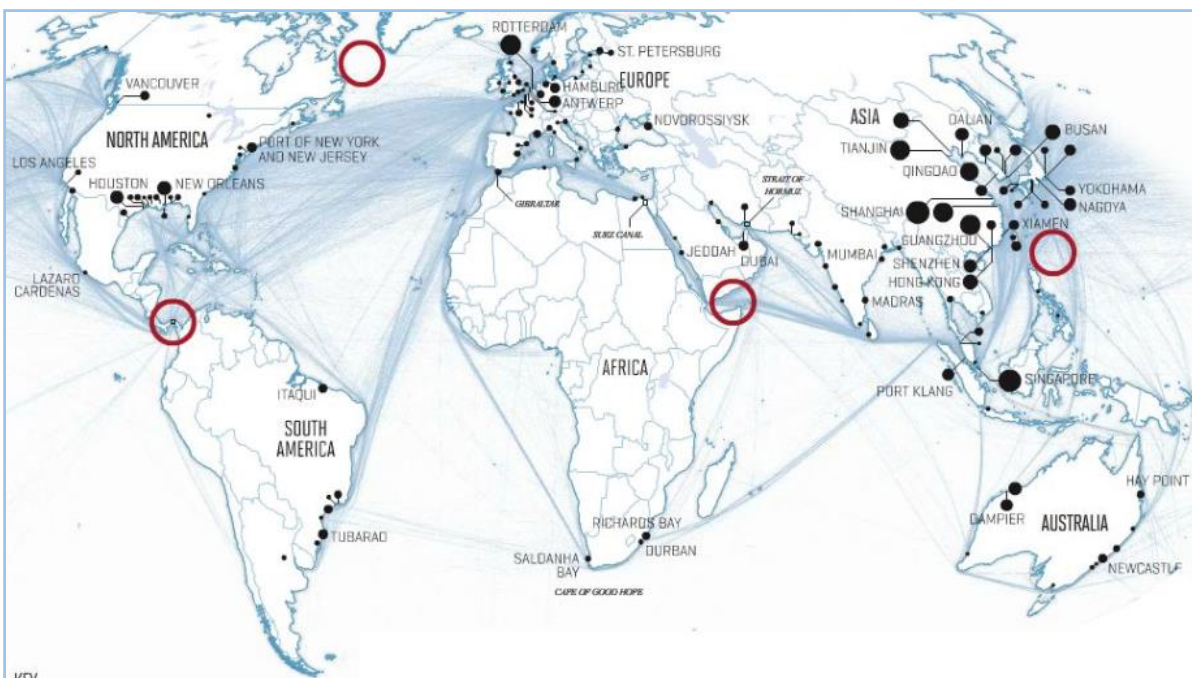 ROTTERDAM
ST. PETERSBURG
VANCOUVER
EUROPE
HAMBURG
ANTWERP
NORTH AMERICA
PORT OF NEW YORK
AND NEW JERSEY
NOVOROSSIYSK
ASIA
DALIAN
BUSAN
TIANJIN
LOS ANGELES
HOUSTON
NEW ORLEANS
QINGDAO
STRAIT OF
HORMUZ
YOKOHAMA
NAGOYA
GIBRALTAR
SUEZ CANAL
SHANGHAI
XIAMEN
GUANGZHOU
JEDDAH
DUBAI
MUMBAI
SHENZHEN
HONG KONG
LAZARD
CARDENAS
MADRAS
AFRICA
PORT KLANG
SINGAPORE
ITAQUI
SOUTH
AMERICA
HAY POINT
DAMPIER
AUSTRALIA
RICHARDS BAY
TUBARAO
DURBAN
SALDANHA
BAY
NEWCASTLE
CAPE OF GOOD HOPE